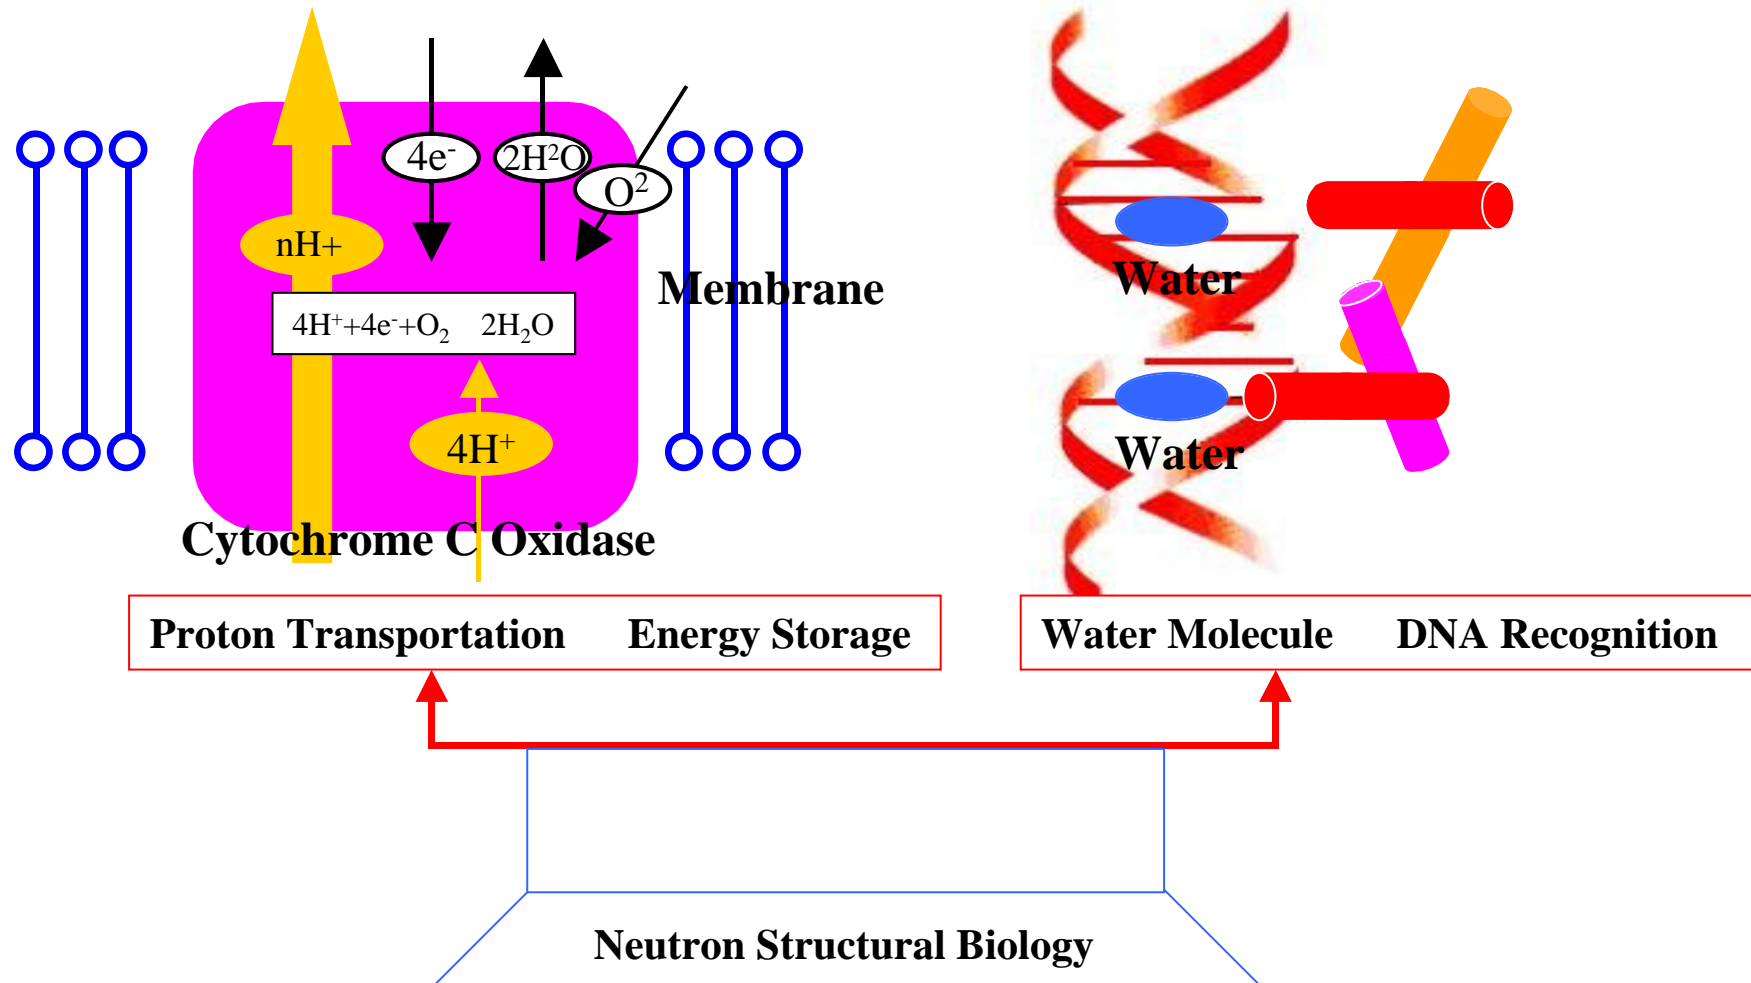 4e⁻
2H²O
O²
nH+
Membrane
4H⁺+4e⁻+O₂ 2H₂O
4H⁺
Cytochrome C Oxidase
Water
Water
Proton Transportation Energy Storage
Water Molecule DNA Recognition
Neutron Structural Biology